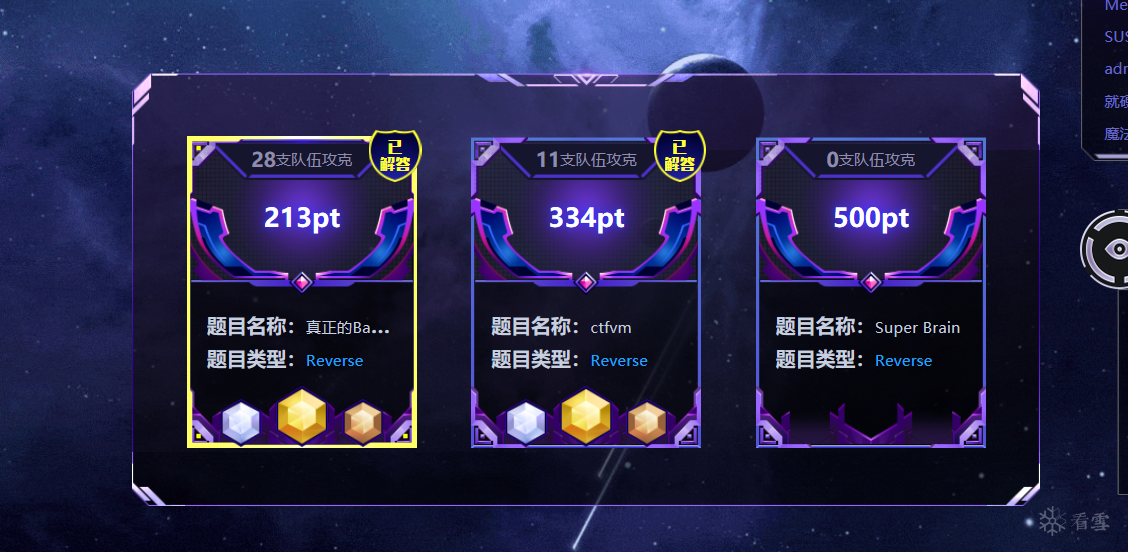 Me
SUS
adm
就硬
魔法
28支队伍攻克
已
解答
213pt
题目名称：真正的Ba...
题目类型：Reverse
11支队伍攻克
已
解答
334pt
题目名称：ctfvm
题目类型：Reverse
0支队伍攻克
500pt
题目名称：Super Brain
题目类型：Reverse
看雪